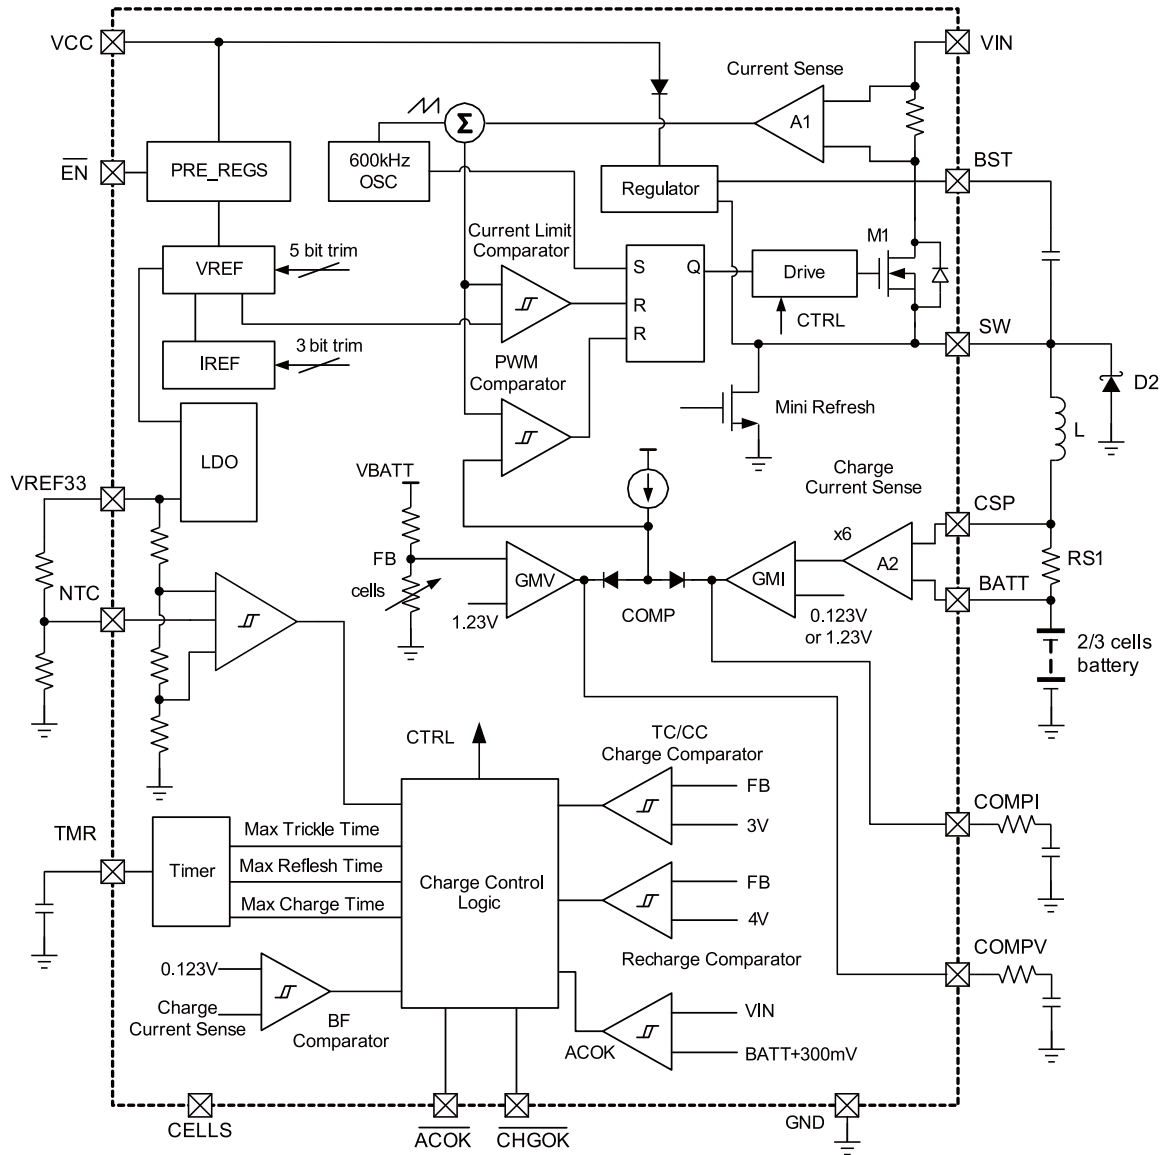 VCC
VIN
Current Sense
A1
Σ
600kHz
OSC
EN
PRE_REGS
BST
Regulator
Current Limit
Comparator
M1
5 bit trim
VREF
S
Q
Drive
R
CTRL
SW
R
3 bit trim
IREF
PWM
Comparator
D2
Mini Refresh
L
LDO
VBATT
Charge
Current Sense
VREF33
CSP
x6
FB
A2
RS1
GMV
GMI
NTC
cells
BATT
COMP
0.123V
or 1.23V
1.23V
2/3 cells
battery
CTRL
TC/CC
Charge Comparator
FB
COMPI
3V
TMR
Max Trickle Time
Timer
Max Reflesh Time
Charge Control
Logic
FB
Max Charge Time
4V
COMPV
Recharge Comparator
0.123V
Charge
Current Sense
BF
Comparator
VIN
ACOK
BATT+300mV
CELLS
ACOK
CHGOK
GND